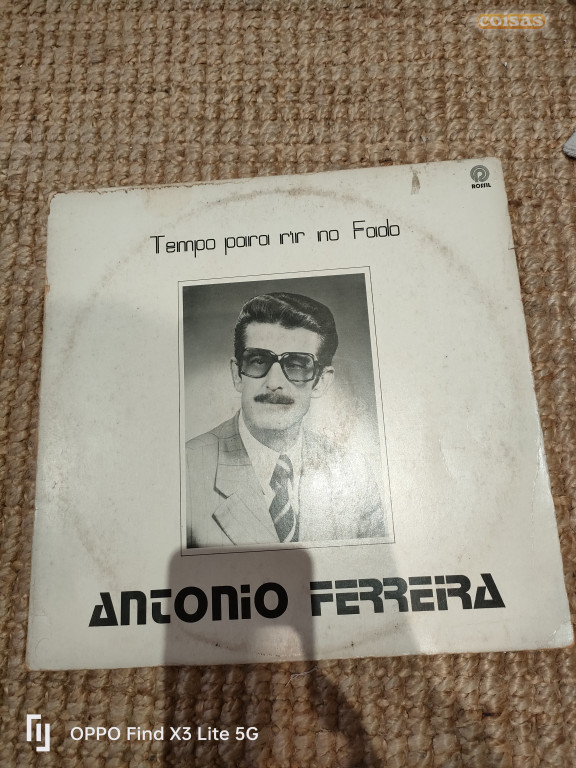 coisas
ROSSIL
Tempo para rir no Fado
ANTONIO FERREIRA
OPPO Find X3 Lite 5G